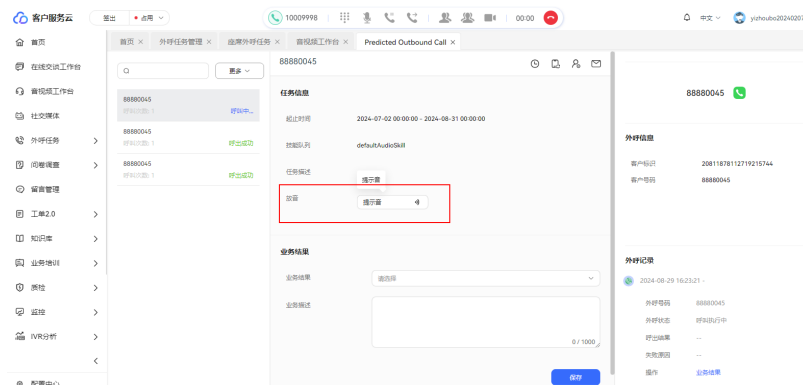 客户服务云
签出
占用
10009998
00:00
中文
yizhoubo20240207
首页
在线交谈工作台
音视频工作台
社交媒体
外呼任务
问卷调查
留言管理
工单2.0
知识库
业务培训
质检
监控
IVR分析
配置中心
首页 × 外呼任务管理 × 座席外呼任务 × 音视频工作台 × Predicted Outbound Call ×
更多
88880045
呼叫次数: 1 呼叫中...
88880045
呼叫次数: 1 呼出成功
88880045
呼叫次数: 1 呼出成功
88880045
任务信息
起止时间 2024-07-02 00:00:00 - 2024-08-31 00:00:00
技能队列 defaultAudioSkill
任务描述
提示音
放音 提示音
业务结果
业务结果 请选择
业务描述
0 / 1000
保存
88880045
外呼信息
客户标识 20811878112719215744
客户号码 88880045
外呼记录
2024-08-29 16:23:21 -
外呼号码 88880045
外呼状态 呼叫执行中
呼出结果 --
失败原因 --
操作 业务结果